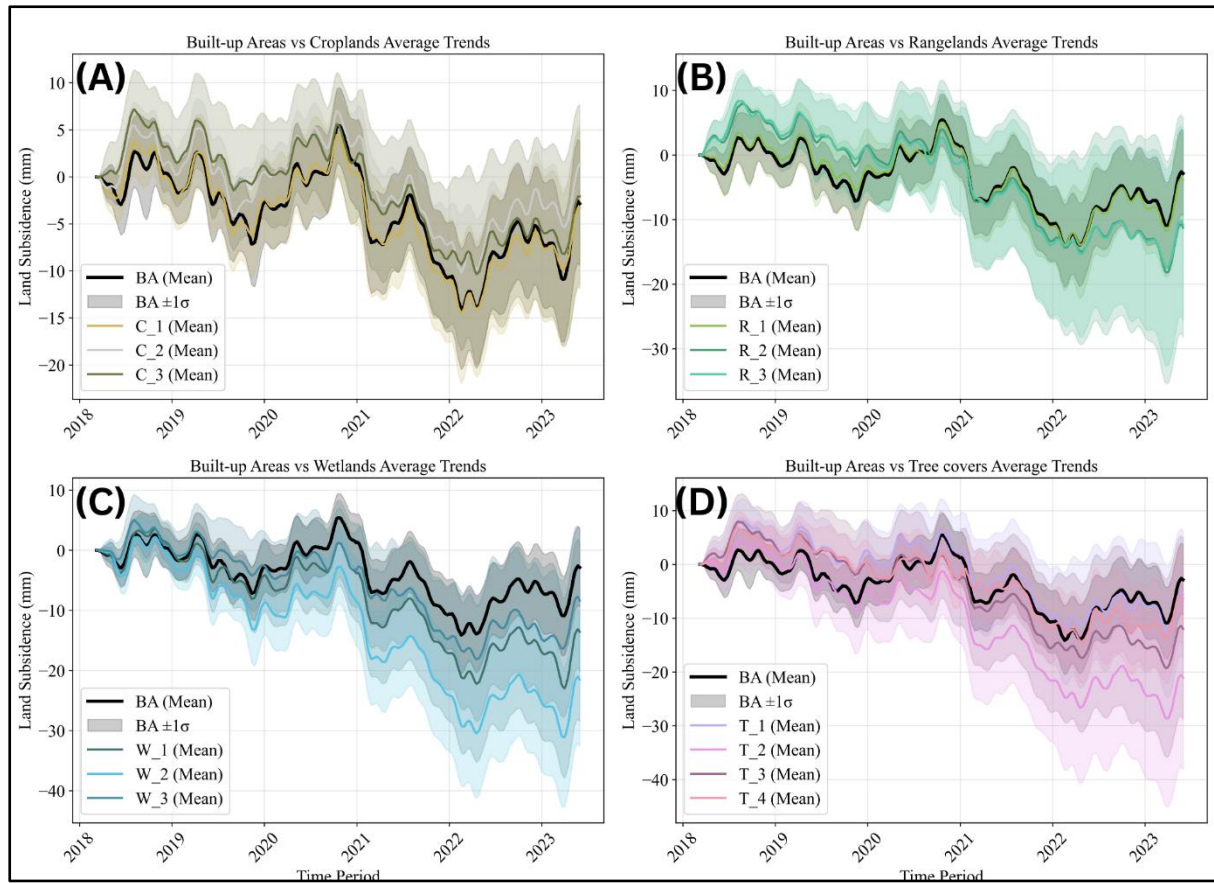 Built-up Areas vs Croplands Average Trends
(A)
Land Subsidence (mm)
10
5
0
−5
−10
−15
−20
BA (Mean)
BA ±1σ
C_1 (Mean)
C_2 (Mean)
C_3 (Mean)
2018
2019
2020
2021
2022
2023
Built-up Areas vs Rangelands Average Trends
(B)
Land Subsidence (mm)
10
0
−10
−20
−30
BA (Mean)
BA ±1σ
R_1 (Mean)
R_2 (Mean)
R_3 (Mean)
2018
2019
2020
2021
2022
2023
Built-up Areas vs Wetlands Average Trends
(C)
Land Subsidence (mm)
10
0
−10
−20
−30
−40
BA (Mean)
BA ±1σ
W_1 (Mean)
W_2 (Mean)
W_3 (Mean)
2018
2019
2020
2021
2022
2023
Time Period
Built-up Areas vs Tree covers Average Trends
(D)
Land Subsidence (mm)
10
0
−10
−20
−30
−40
BA (Mean)
BA ±1σ
T_1 (Mean)
T_2 (Mean)
T_3 (Mean)
T_4 (Mean)
2018
2019
2020
2021
2022
2023
Time Period